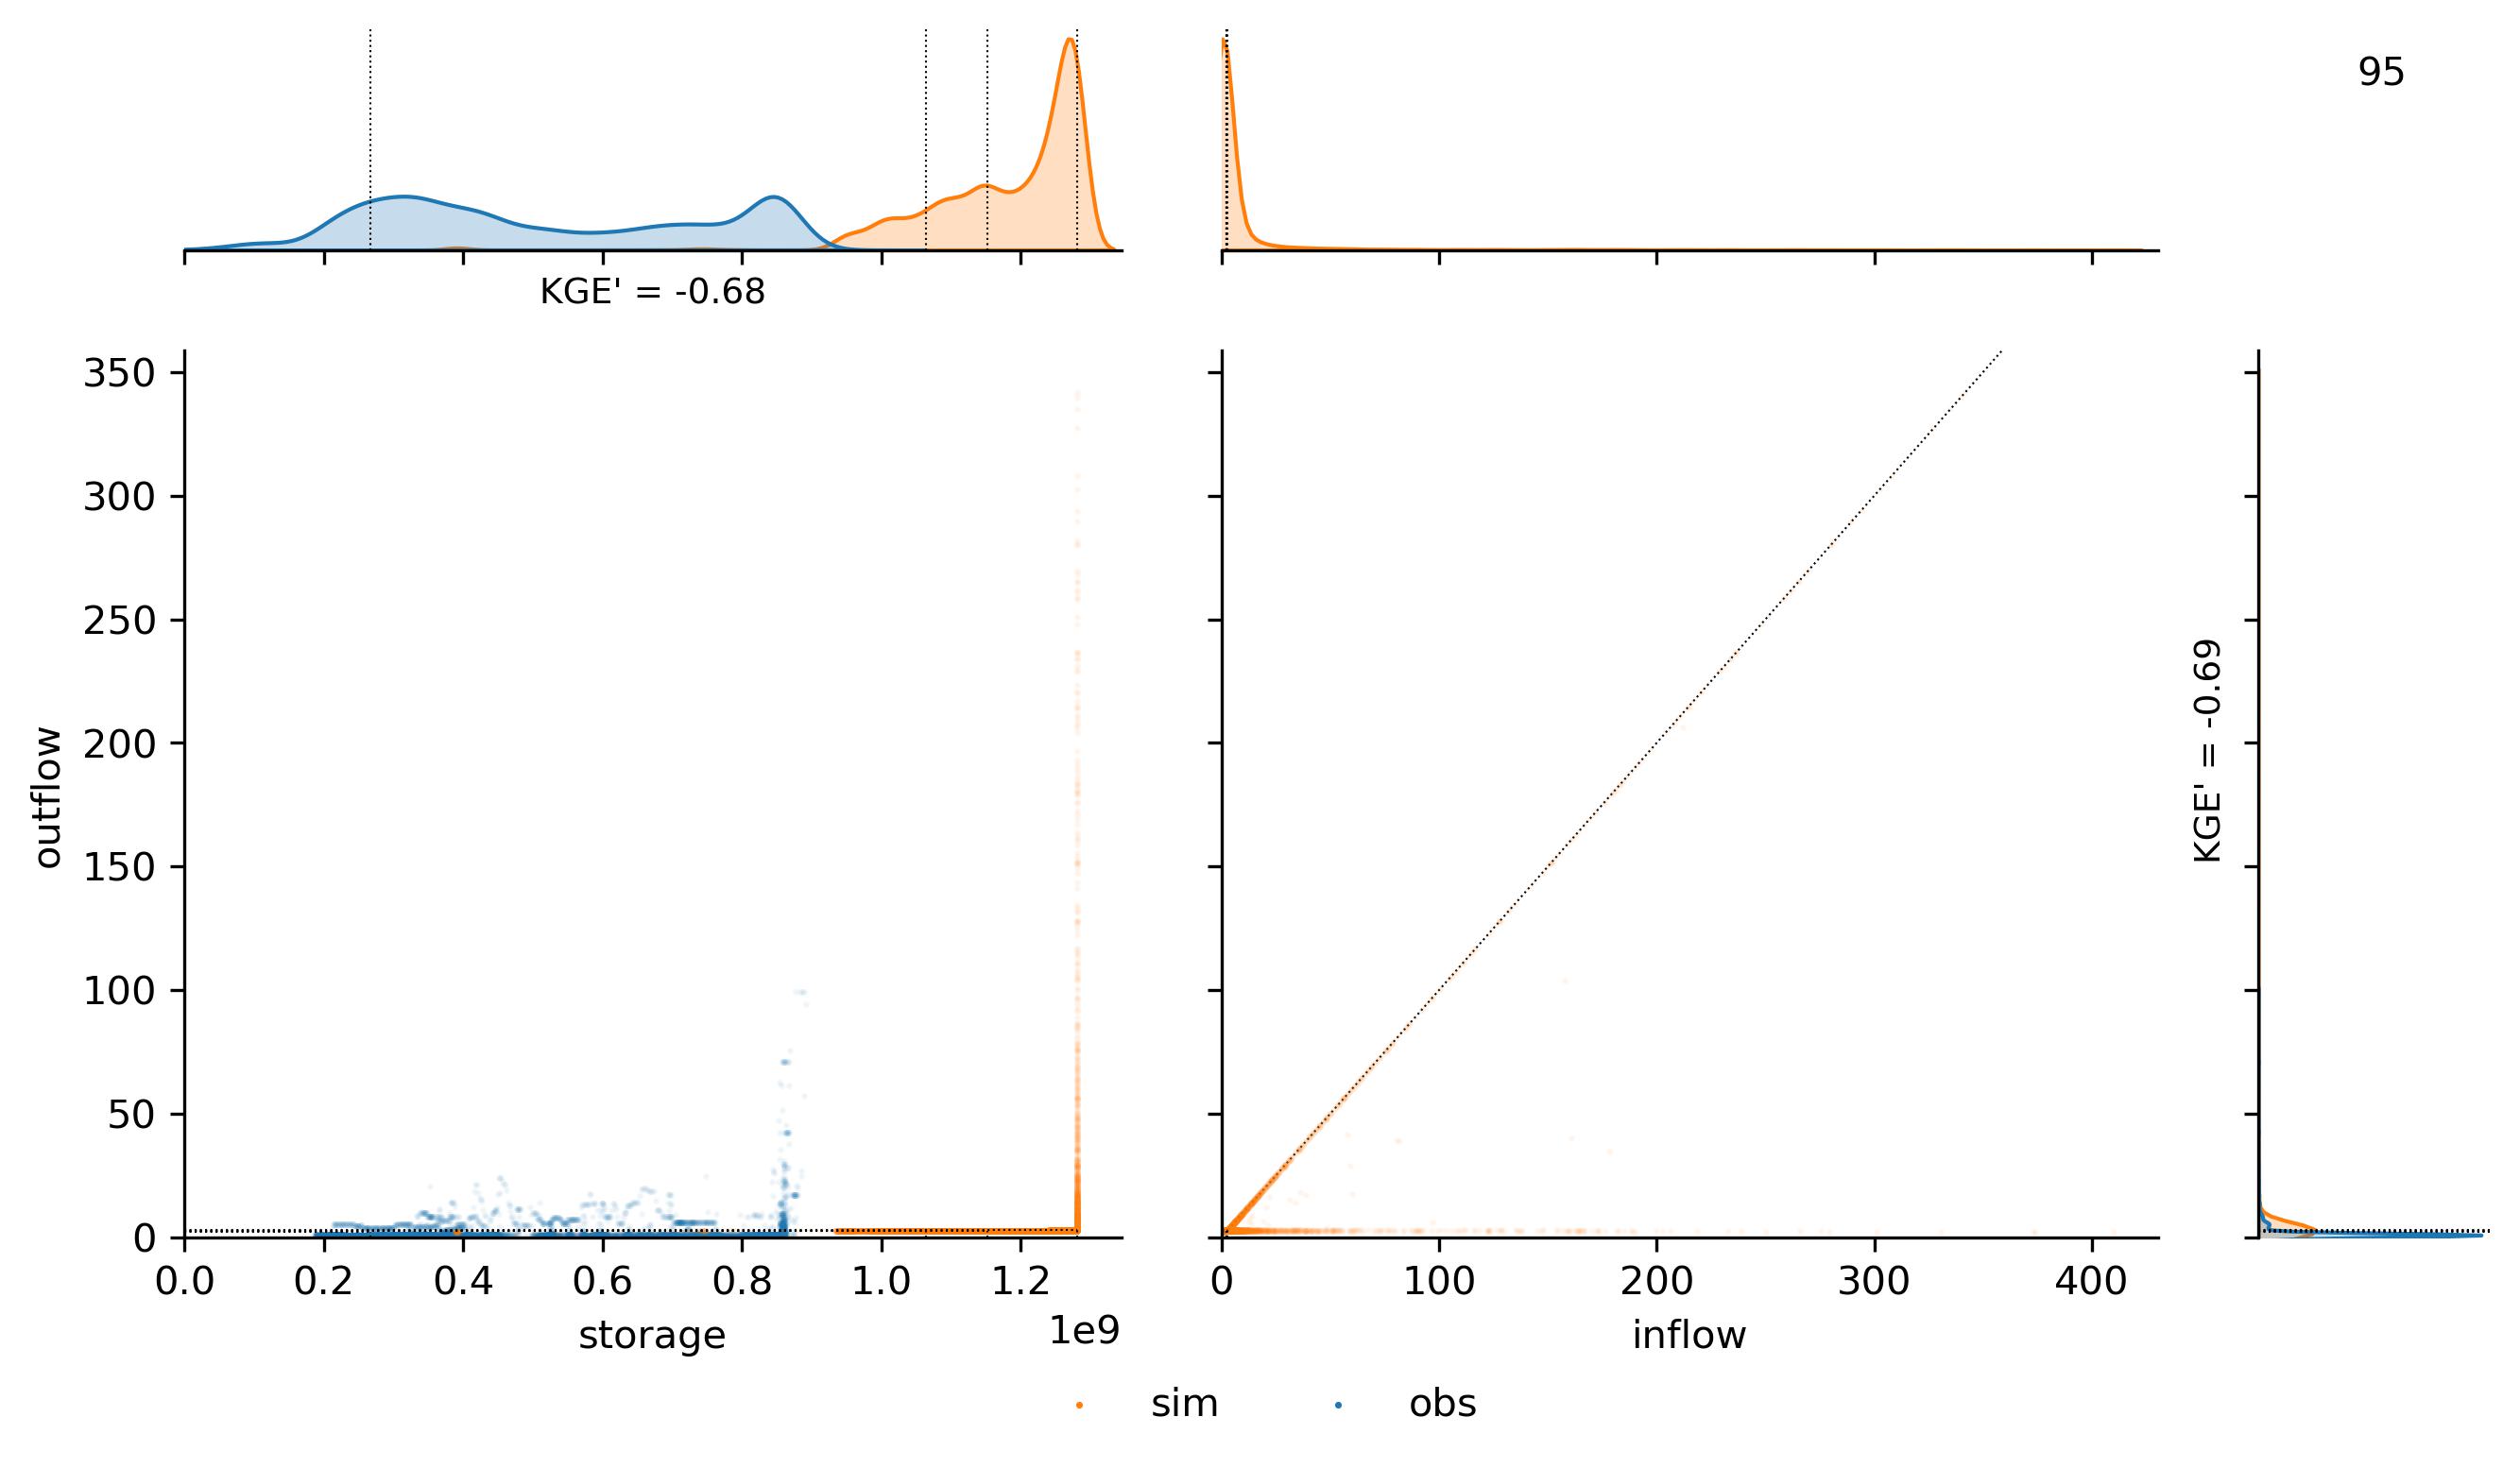 95
KGE' = -0.68
350
300
250
200
150
100
50
0
outflow
KGE' = -0.69
0.0 0.2 0.4 0.6 0.8 1.0 1.2
1e9
storage
0 100 200 300 400
inflow
sim obs